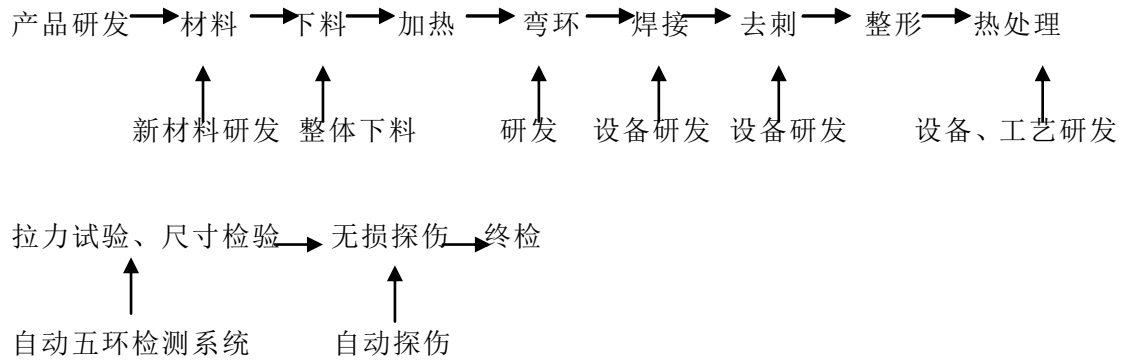 产品研发 材料 下料 加热 弯环 焊接 去刺 整形 热处理
新材料研发 整体下料 研发 设备研发 设备研发 设备、工艺研发
拉力试验、尺寸检验 无损探伤 终检
自动五环检测系统 自动探伤